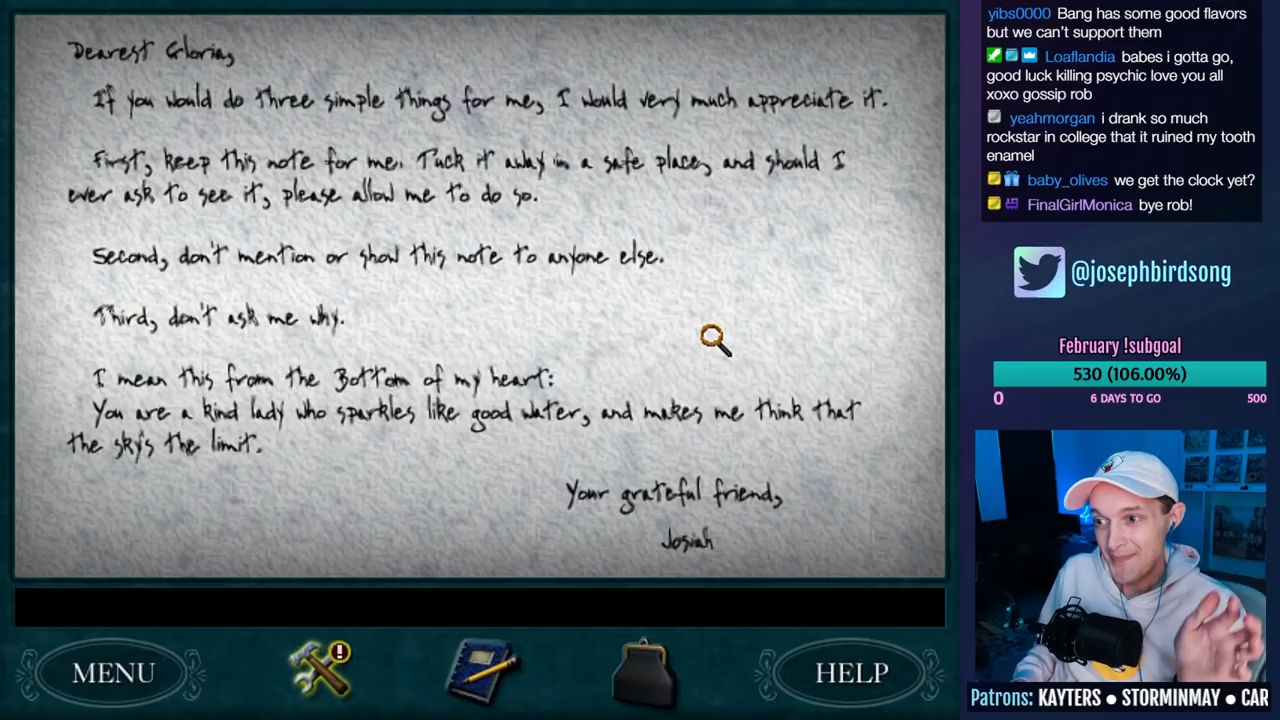 Dearest Gloria,
If you would do three simple things for me, I would very much appreciate it.
First, keep this note for me. Tuck it away in a safe place, and should I
ever ask to see it, please allow me to do so.
Second, don't mention or show this note to anyone else.
Third, don't ask me why.
I mean this from the Bottom of my heart:
You are a kind lady who sparkles like good water, and makes me think that
the sky's the limit.
Your grateful friend,
Josiah
MENU
HELP
yibs0000 Bang has some good flavors
but we can't support them
Loaflandia babes i gotta go,
good luck killing psychic love you all
xoxo gossip rob
yeahmorgan i drank so much
rockstar in college that it ruined my tooth
enamel
baby_olives we get the clock yet?
FinalGirlMonica bye rob!
@josephbirdsong
February !subgoal
530 (106.00%)
0 6 DAYS TO GO 500
Patrons: KAYTERS ● STORMINMAY ● CAR